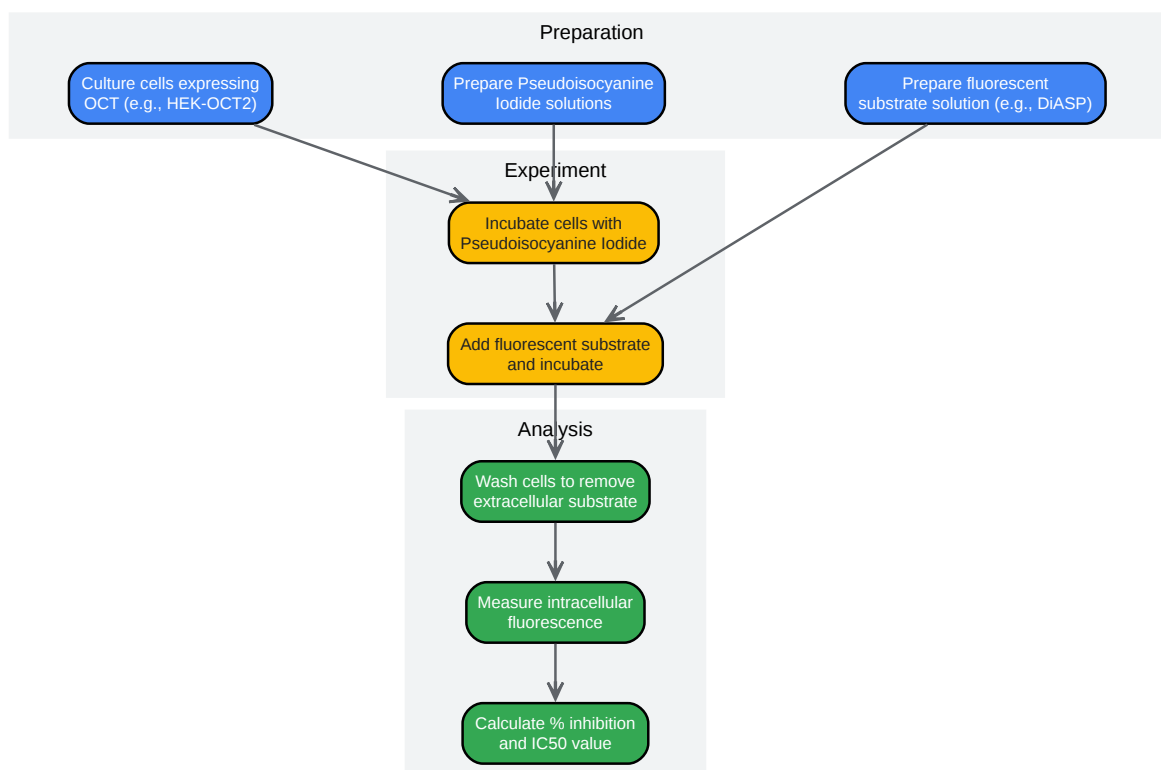 Preparation
Culture cells expressing
OCT (e.g., HEK-OCT2)
Prepare Pseudoisocyanine
Iodide solutions
Prepare fluorescent
substrate solution (e.g., DiASP)
Experiment
Incubate cells with
Pseudoisocyanine Iodide
Add fluorescent substrate
and incubate
Analysis
Wash cells to remove
extracellular substrate
Measure intracellular
fluorescence
Calculate % inhibition
and IC50 value